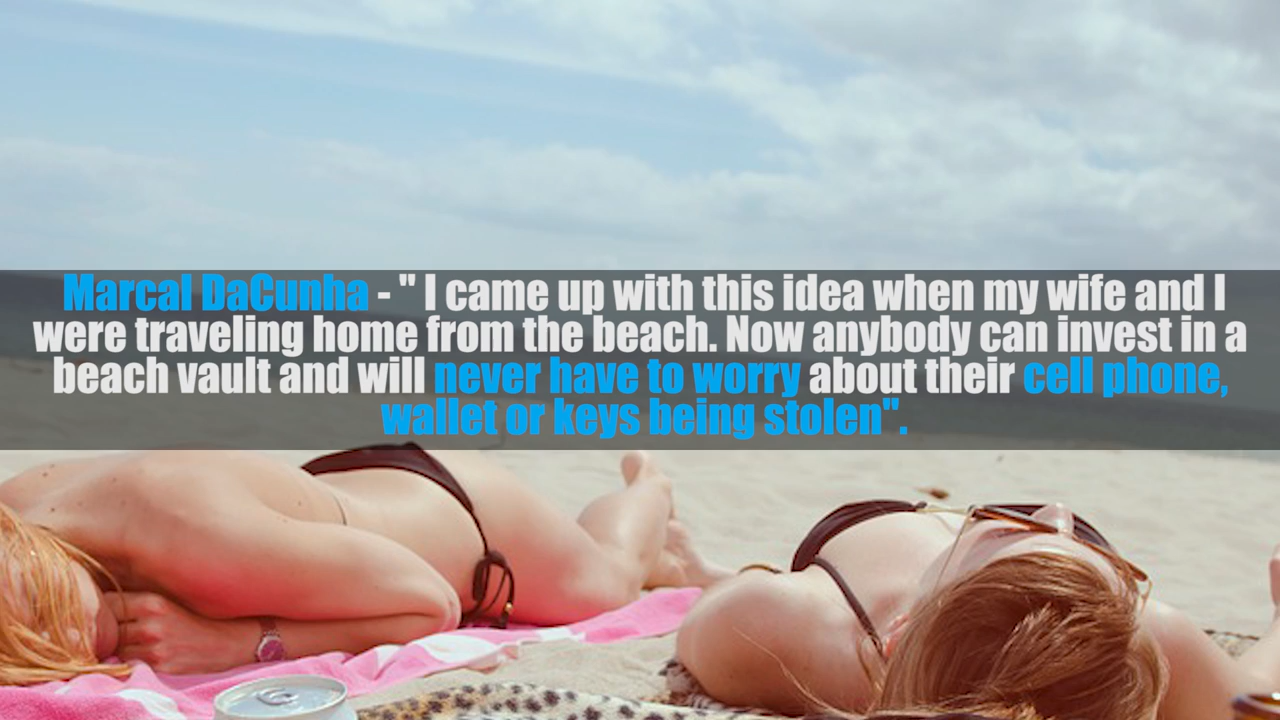 Marcal DaCunha - " I came up with this idea when my wife and I
were traveling home from the beach. Now anybody can invest in a
beach vault and will never have to worry about their cell phone,
wallet or keys being stolen".